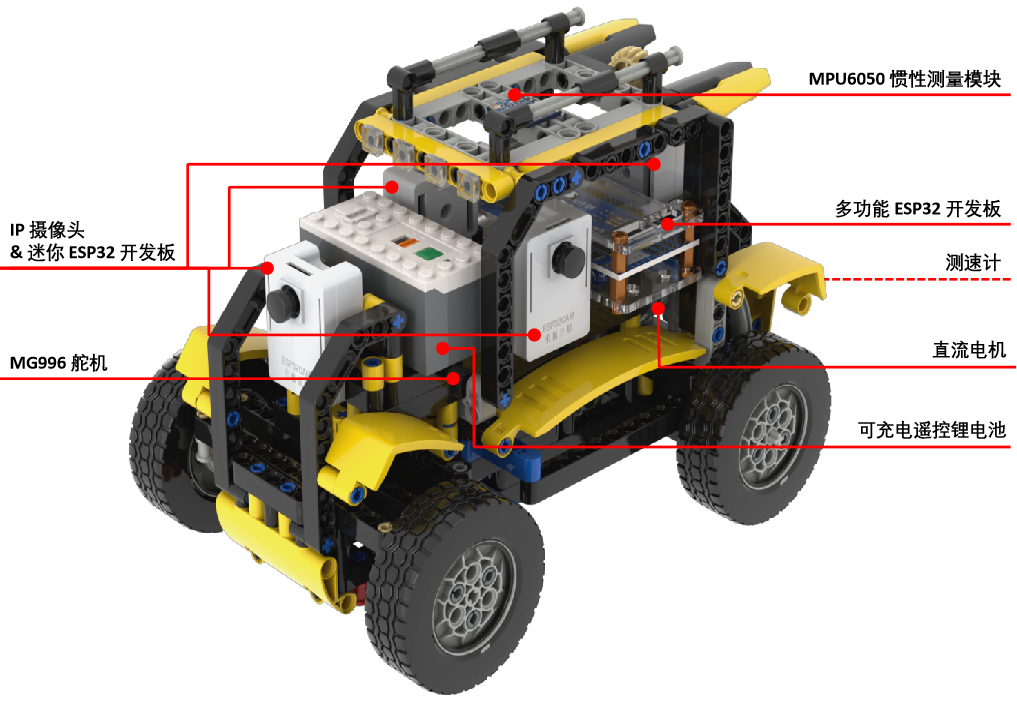 MPU6050 惯性测量模块
多功能 ESP32 开发板
IP 摄像头
& 迷你 ESP32 开发板
测速计
直流电机
MG996 舵机
可充电遥控锂电池
ESP32CAM